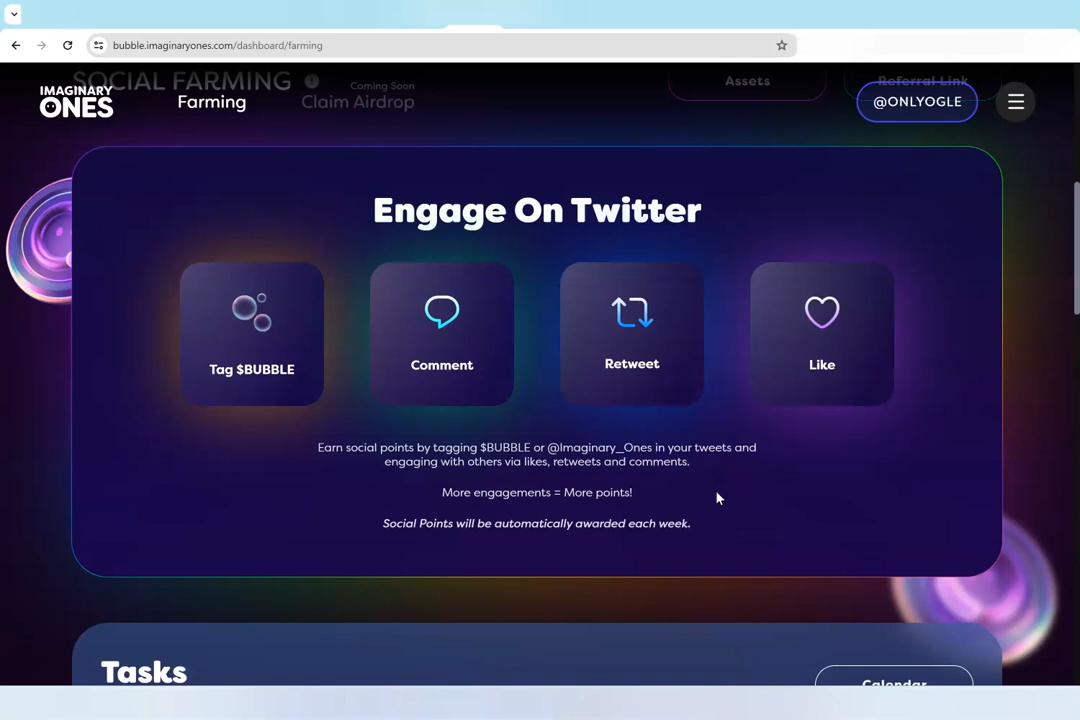 bubble.imaginaryones.com/dashboard/farming
SOCIAL FARMING
Assets
Referral Link
IMAGINARY
ONES
Farming
Coming Soon
Claim Airdrop
@ONLYOGLE
Engage On Twitter
Tag $BUBBLE
Comment
Retweet
Like
Earn social points by tagging $BUBBLE or @Imaginary_Ones in your tweets and
engaging with others via likes, retweets and comments.
More engagements = More points!
Social Points will be automatically awarded each week.
Tasks
Calendar